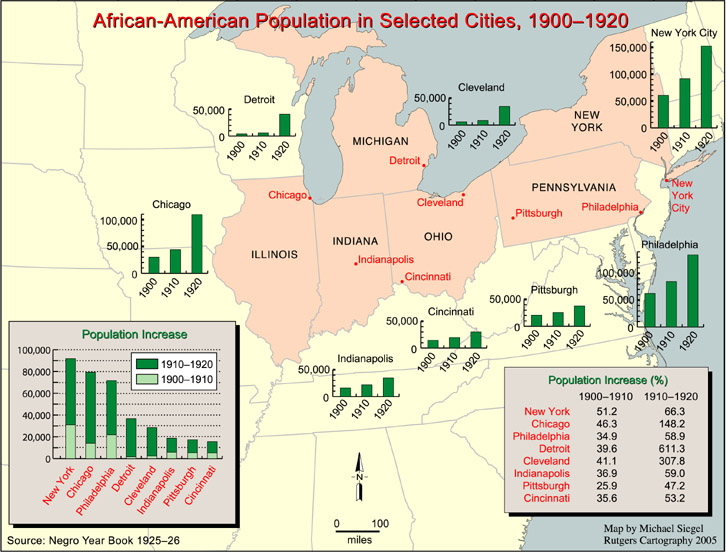 African-American Population in Selected Cities, 1900–1920
New York City
150,000
100,000
50,000
0
1900
1910
1920
Detroit
50,000
0
1900
1910
1920
Cleveland
50,000
0
1900
1910
1920
NEW
YORK
MICHIGAN
Detroit
Cleveland
PENNSYLVANIA
Pittsburgh
Philadelphia
New
York
City
Chicago
ILLINOIS
INDIANA
OHIO
Indianapolis
Cincinnati
Chicago
100,000
50,000
0
1900
1910
1920
Philadelphia
100,000
50,000
0
1900
1910
1920
Pittsburgh
50,000
0
1900
1910
1920
Cincinnati
50,000
0
1900
1910
1920
Indianapolis
50,000
0
1900
1910
1920
Population Increase
100,000
80,000
60,000
40,000
20,000
0
1910–1920
1900–1910
New York
Chicago
Philadelphia
Detroit
Cleveland
Indianapolis
Pittsburgh
Cincinnati
Population Increase (%)
1900–1910 1910–1920
New York 51.2 66.3
Chicago 46.3 148.2
Philadelphia 34.9 58.9
Detroit 39.6 611.3
Cleveland 41.1 307.8
Indianapolis 36.9 59.0
Pittsburgh 25.9 47.2
Cincinnati 35.6 53.2
N
0 100
miles
Source: Negro Year Book 1925–26
Map by Michael Siegel
Rutgers Cartography 2005